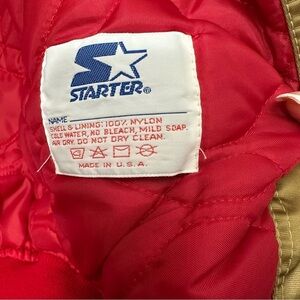 STARTER®
NAME
SHELL & LINING: 100% NYLON
COLD WATER, NO BLEACH, MILD SOAP.
AIR DRY. DO NOT DRY CLEAN.
MADE IN U.S.A.